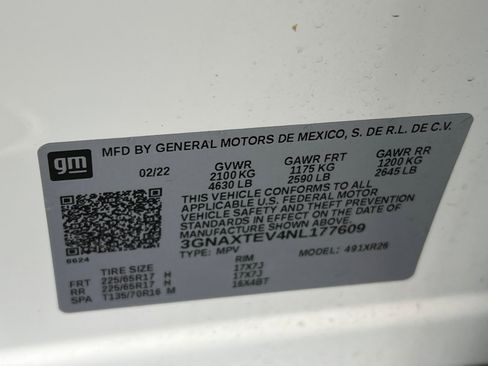 gm
MFD BY GENERAL MOTORS DE MEXICO, S. DE R.L. DE C.V.
02/22 GVWR GAWR FRT GAWR RR
2100 KG 1175 KG 1200 KG
4630 LB 2590 LB 2645 LB
THIS VEHICLE CONFORMS TO ALL
APPLICABLE U.S. FEDERAL MOTOR
VEHICLE SAFETY AND THEFT PREVENTION
STANDARDS IN EFFECT ON THE DATE OF
MANUFACTURE SHOWN ABOVE.
3GNAXTEV4NL177609
TYPE: MPV MODEL: 491XR26
0624
TIRE SIZE RIM
FRT 225/65R17 H 17X7J
RR 225/65R17 H 17X7J
SPA T135/70R16 M 16X4BT